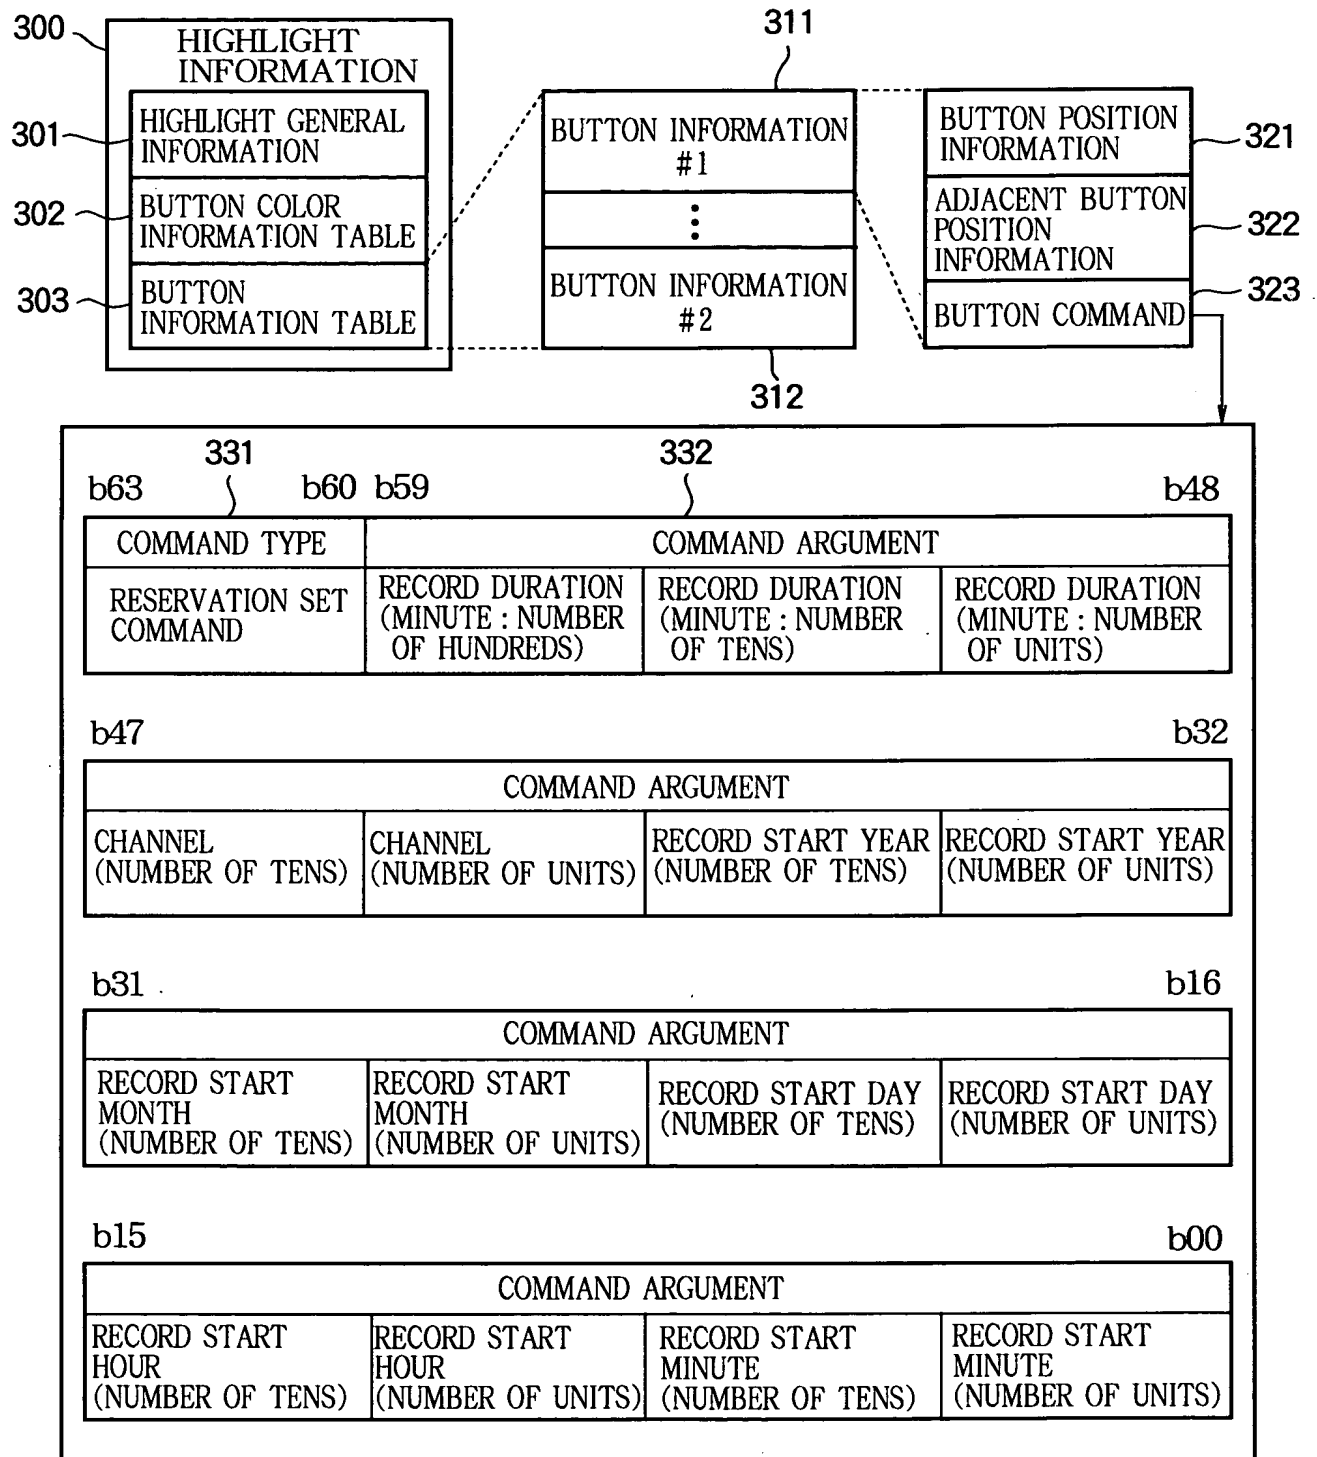 300
HIGHLIGHT
INFORMATION
301
HIGHLIGHT GENERAL
INFORMATION
302
BUTTON COLOR
INFORMATION TABLE
303
BUTTON
INFORMATION TABLE
311
BUTTON INFORMATION
#1
BUTTON INFORMATION
#2
312
BUTTON POSITION
INFORMATION
321
ADJACENT BUTTON
POSITION
INFORMATION
322
BUTTON COMMAND
323
331
332
b63 b60 b59 b48
COMMAND TYPE
COMMAND ARGUMENT
RESERVATION SET
COMMAND
RECORD DURATION
(MINUTE : NUMBER
OF HUNDREDS)
RECORD DURATION
(MINUTE : NUMBER
OF TENS)
RECORD DURATION
(MINUTE : NUMBER
OF UNITS)
b47 b32
COMMAND ARGUMENT
CHANNEL
(NUMBER OF TENS)
CHANNEL
(NUMBER OF UNITS)
RECORD START YEAR
(NUMBER OF TENS)
RECORD START YEAR
(NUMBER OF UNITS)
b31 b16
COMMAND ARGUMENT
RECORD START
MONTH
(NUMBER OF TENS)
RECORD START
MONTH
(NUMBER OF UNITS)
RECORD START DAY
(NUMBER OF TENS)
RECORD START DAY
(NUMBER OF UNITS)
b15 b00
COMMAND ARGUMENT
RECORD START
HOUR
(NUMBER OF TENS)
RECORD START
HOUR
(NUMBER OF UNITS)
RECORD START
MINUTE
(NUMBER OF TENS)
RECORD START
MINUTE
(NUMBER OF UNITS)